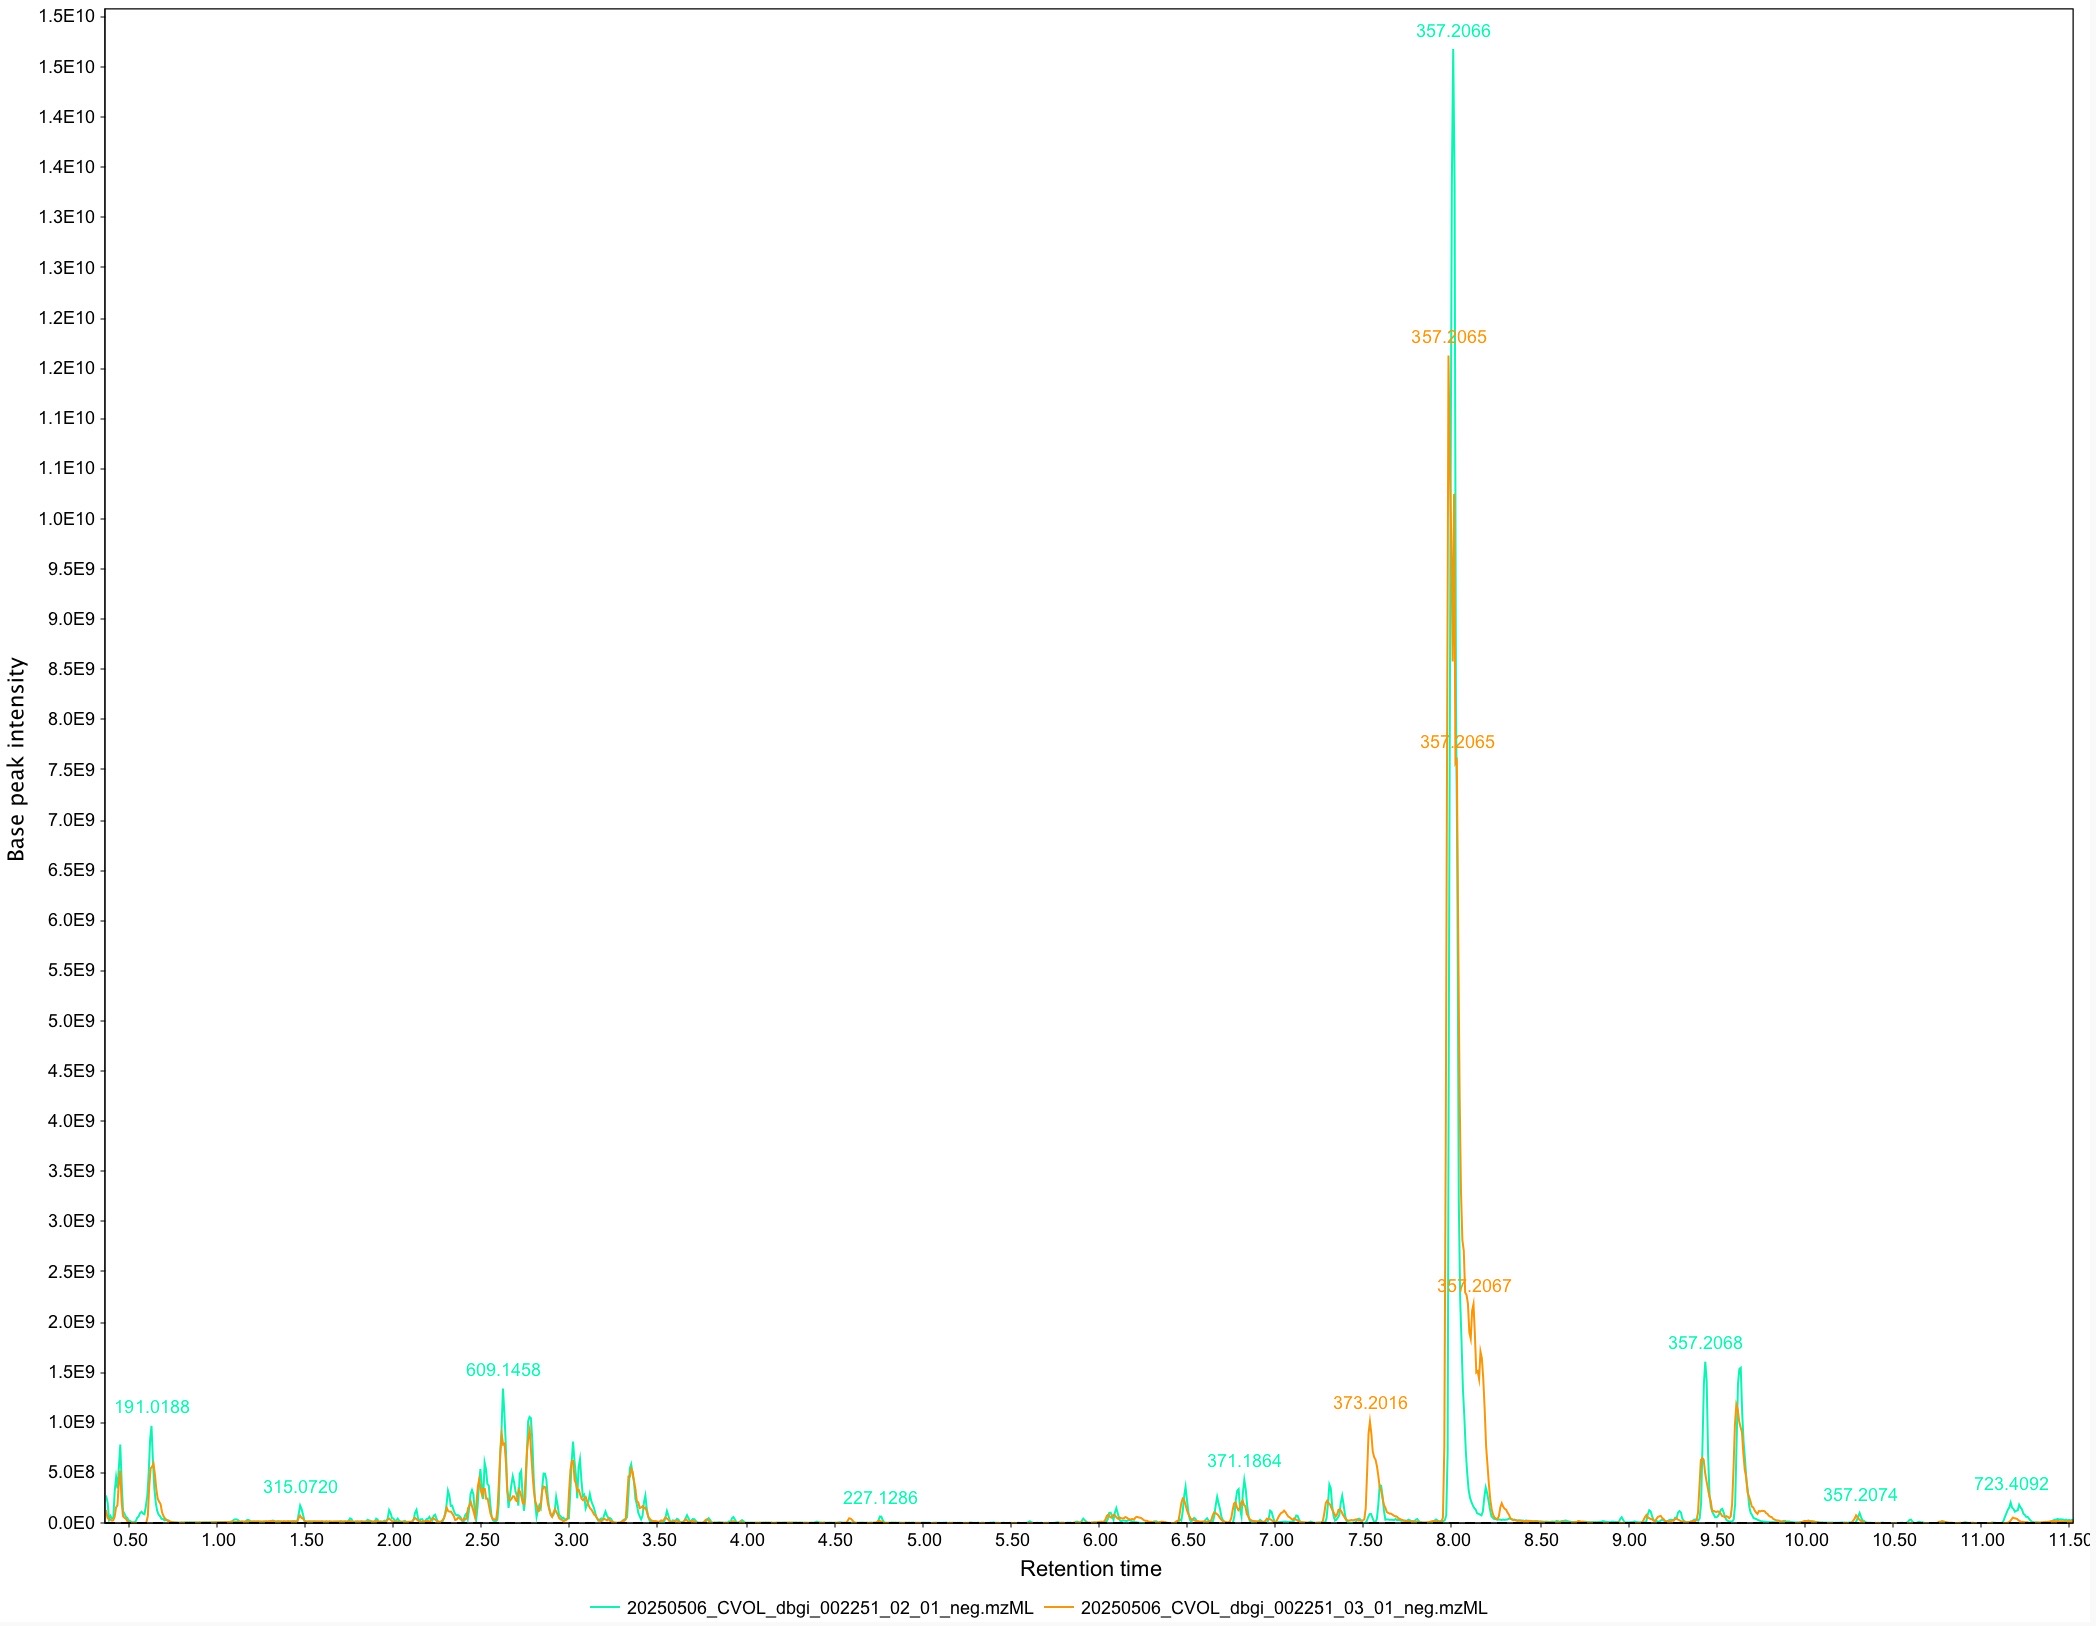 1.5E10
357.2066
1.5E10
1.4E10
1.4E10
1.3E10
1.3E10
1.2E10
357.2065
1.2E10
1.1E10
1.1E10
1.0E10
9.5E9
9.0E9
8.5E9
8.0E9
357.2065
7.5E9
7.0E9
6.5E9
6.0E9
5.5E9
5.0E9
4.5E9
4.0E9
3.5E9
3.0E9
2.5E9
357.2067
2.0E9
357.2068
1.5E9
609.1458
373.2016
191.0188
1.0E9
371.1864
5.0E8
315.0720
723.4092
227.1286
357.2074
0.0E0
Base peak intensity
0.50 1.00 1.50 2.00 2.50 3.00 3.50 4.00 4.50 5.00 5.50 6.00 6.50 7.00 7.50 8.00 8.50 9.00 9.50 10.00 10.50 11.00 11.50
Retention time
20250506_CVOL_dbgi_002251_02_01_neg.mzML 20250506_CVOL_dbgi_002251_03_01_neg.mzML